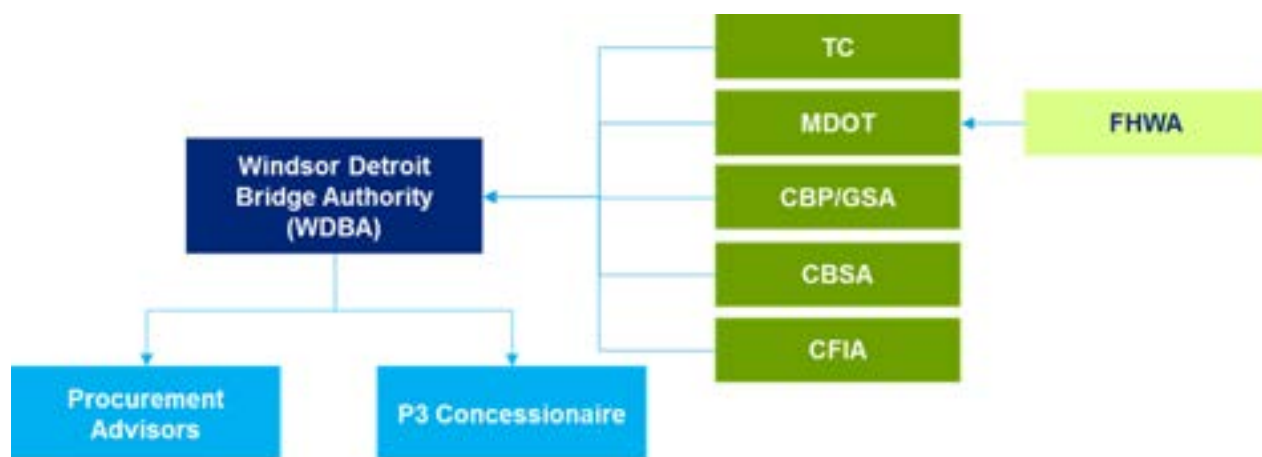 TC
MDOT
FHWA
Windsor Detroit
Bridge Authority
(WDBA)
CBP/GSA
CBSA
CFIA
Procurement
Advisors
P3 Concessionaire